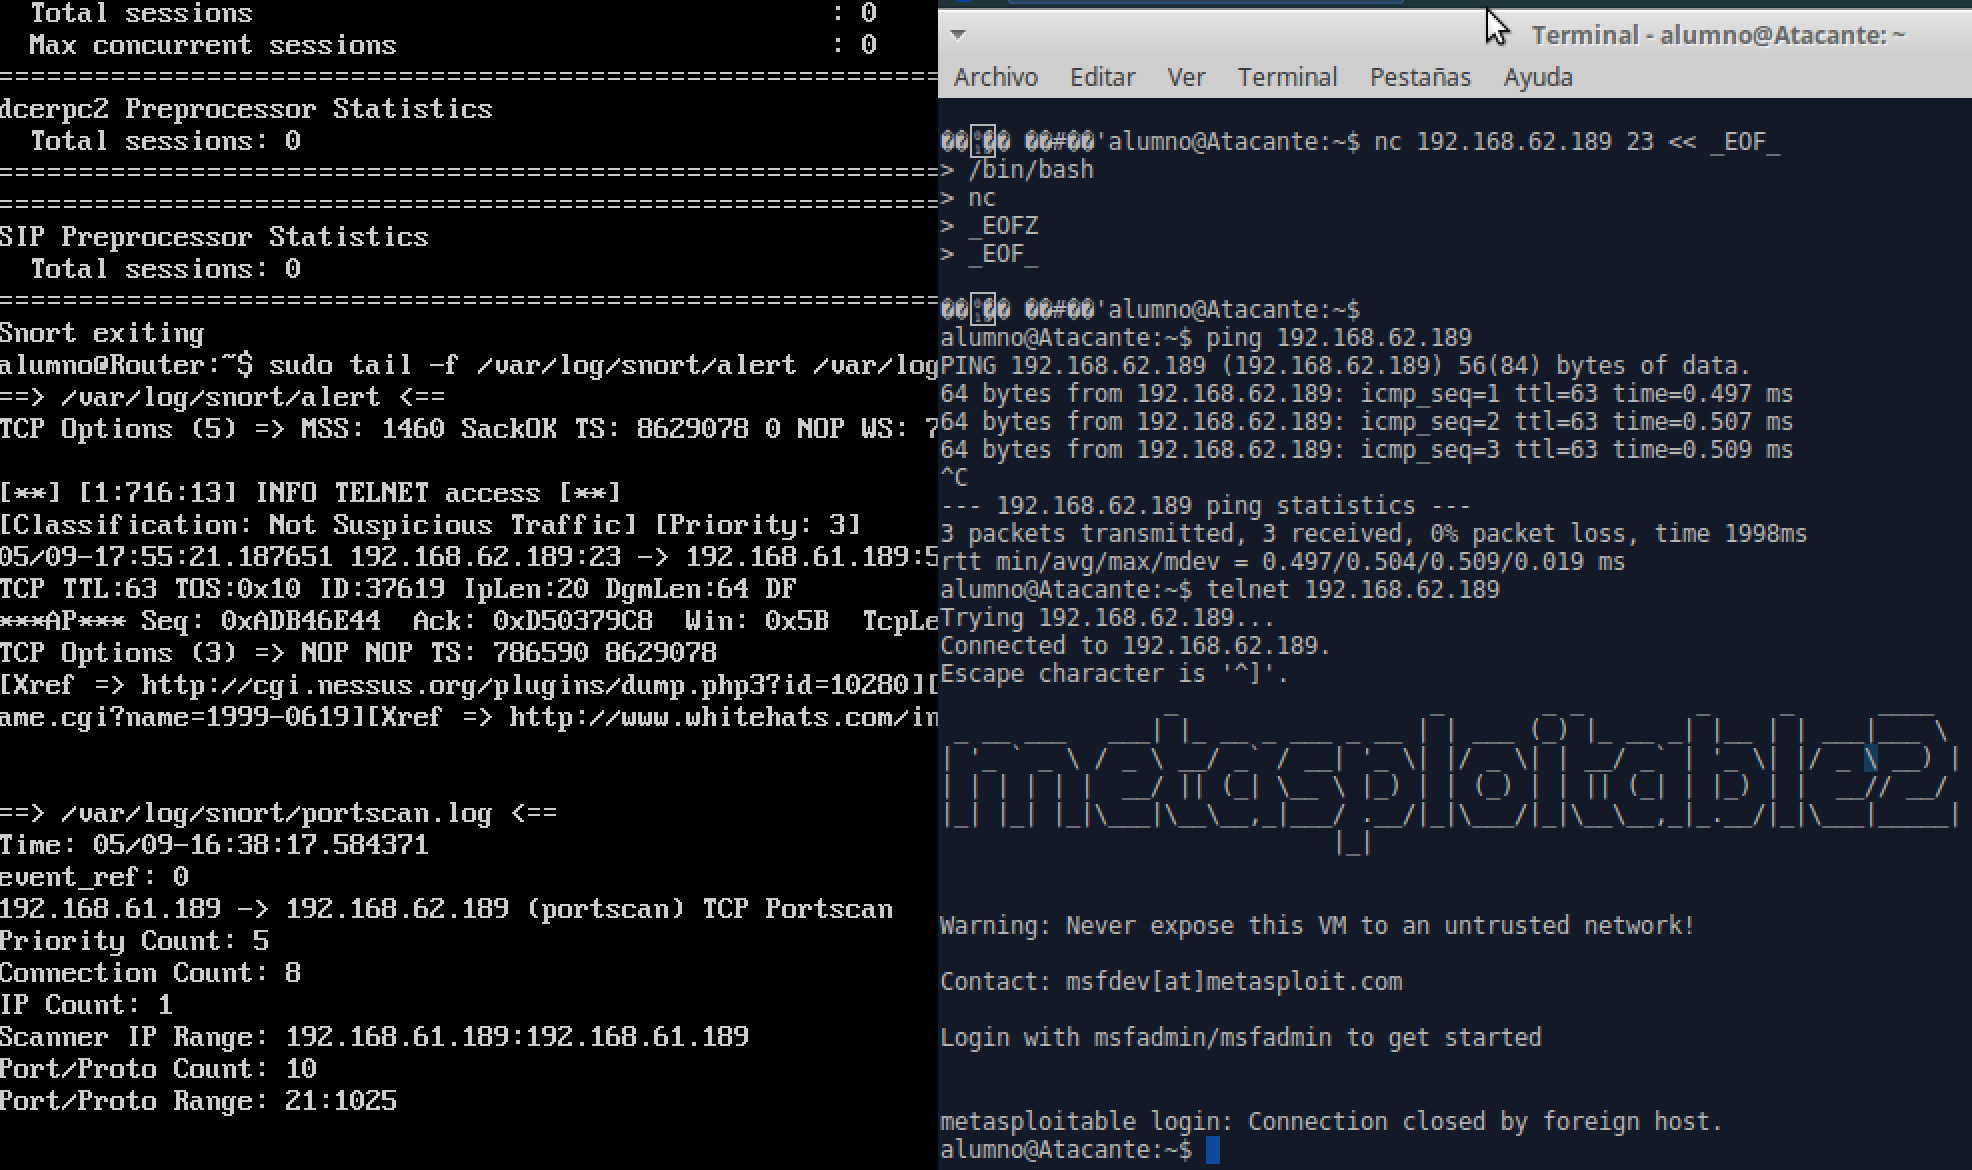 Total sessions : 0
Max concurrent sessions : 0
dcerpc2 Preprocessor Statistics
Total sessions: 0
SIP Preprocessor Statistics
Total sessions: 0
Snort exiting
alumno@Router:~$ sudo tail -f /var/log/snort/alert /var/log
==> /var/log/snort/alert <==
TCP Options (5) => MSS: 1460 SackOK TS: 8629078 0 NOP WS: 7
[**] [1:716:13] INFO TELNET access [**]
[Classification: Not Suspicious Traffic] [Priority: 3]
05/09-17:55:21.187651 192.168.62.189:23 -> 192.168.61.189:5
TCP TTL:63 TOS:0x10 ID:37619 IpLen:20 DgmLen:64 DF
***AP*** Seq: 0xADB46E44  Ack: 0xD50379C8  Win: 0x5B  TcpLe
TCP Options (3) => NOP NOP TS: 786590 8629078
[Xref => http://cgi.nessus.org/plugins/dump.php3?id=10280][
ame.cgi?name=1999-0619][Xref => http://www.whitehats.com/in
==> /var/log/snort/portscan.log <==
Time: 05/09-16:38:17.584371
event_ref: 0
192.168.61.189 -> 192.168.62.189 (portscan) TCP Portscan
Priority Count: 5
Connection Count: 8
IP Count: 1
Scanner IP Range: 192.168.61.189:192.168.61.189
Port/Proto Count: 10
Port/Proto Range: 21:1025
Terminal - alumno@Atacante: ~
Archivo Editar Ver Terminal Pestañas Ayuda
'alumno@Atacante:~$ nc 192.168.62.189 23 << _EOF_
> /bin/bash
> nc
> _EOFZ
> _EOF_
'alumno@Atacante:~$
alumno@Atacante:~$ ping 192.168.62.189
PING 192.168.62.189 (192.168.62.189) 56(84) bytes of data.
64 bytes from 192.168.62.189: icmp_seq=1 ttl=63 time=0.497 ms
64 bytes from 192.168.62.189: icmp_seq=2 ttl=63 time=0.507 ms
64 bytes from 192.168.62.189: icmp_seq=3 ttl=63 time=0.509 ms
^C
--- 192.168.62.189 ping statistics ---
3 packets transmitted, 3 received, 0% packet loss, time 1998ms
rtt min/avg/max/mdev = 0.497/0.504/0.509/0.019 ms
alumno@Atacante:~$ telnet 192.168.62.189
Trying 192.168.62.189...
Connected to 192.168.62.189.
Escape character is '^]'.
metasploitable2
Warning: Never expose this VM to an untrusted network!
Contact: msfdev[at]metasploit.com
Login with msfadmin/msfadmin to get started
metasploitable login: Connection closed by foreign host.
alumno@Atacante:~$